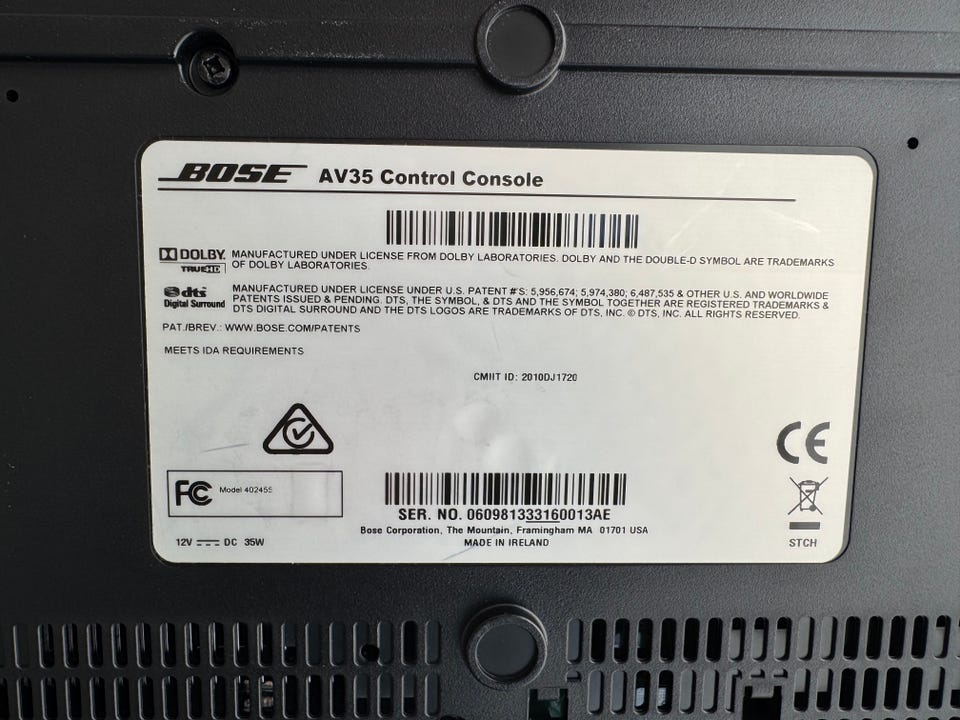 BOSE AV35 Control Console
DOLBY TRUEHD
MANUFACTURED UNDER LICENSE FROM DOLBY LABORATORIES. DOLBY AND THE DOUBLE-D SYMBOL ARE TRADEMARKS
OF DOLBY LABORATORIES.
dts Digital Surround
MANUFACTURED UNDER LICENSE UNDER U.S. PATENT #'S: 5,956,674; 5,974,380; 6,487,535 & OTHER U.S. AND WORLDWIDE
PATENTS ISSUED & PENDING. DTS, THE SYMBOL, & DTS AND THE SYMBOL TOGETHER ARE REGISTERED TRADEMARKS &
DTS DIGITAL SURROUND AND THE DTS LOGOS ARE TRADEMARKS OF DTS, INC. © DTS, INC. ALL RIGHTS RESERVED.
PAT./BREV.: WWW.BOSE.COM/PATENTS
MEETS IDA REQUIREMENTS
CMIIT ID: 2010DJ1720
CE
FC Model 402455
SER. NO. 060981333160013AE
Bose Corporation, The Mountain, Framingham MA 01701 USA
12V DC 35W
MADE IN IRELAND
STCH